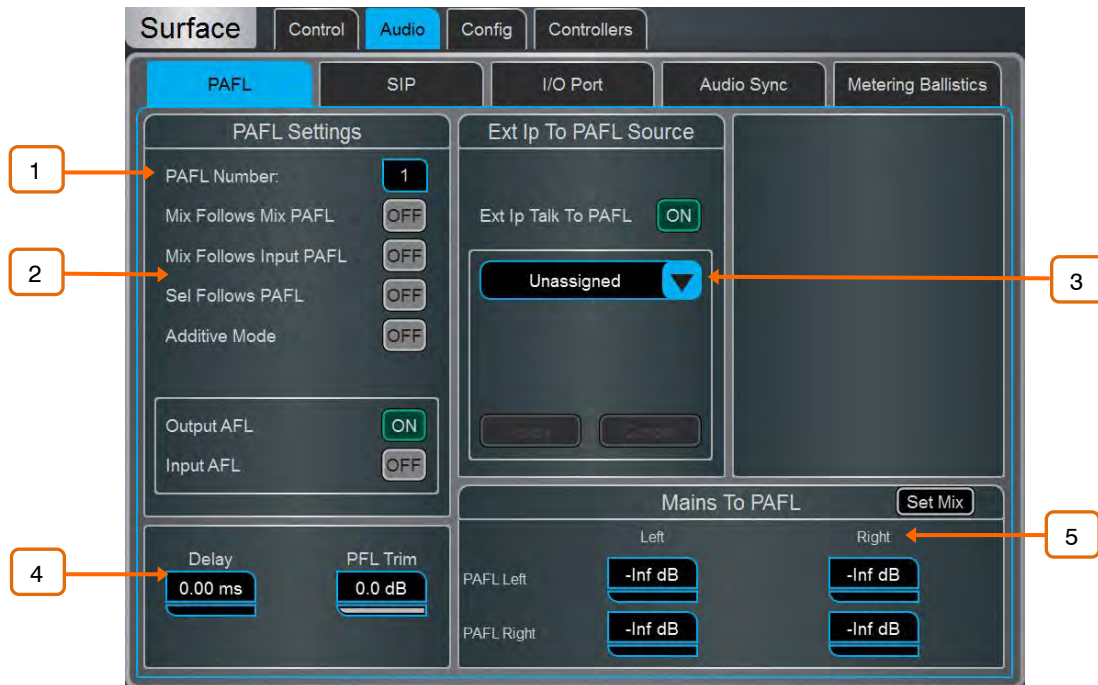 Surface
Control
Audio
Config
Controllers
PAFL
SIP
I/O Port
Audio Sync
Metering Ballistics
PAFL Settings
1
PAFL Number:
1
Mix Follows Mix PAFL
OFF
Mix Follows Input PAFL
OFF
2
Sel Follows PAFL
OFF
Additive Mode
OFF
Output AFL
ON
Input AFL
OFF
Ext Ip To PAFL Source
Ext Ip Talk To PAFL
ON
Unassigned
3
4
Delay
PFL Trim
0.00 ms
0.0 dB
Mains To PAFL
Set Mix
Left
Right
5
PAFL Left
-Inf dB
-Inf dB
PAFL Right
-Inf dB
-Inf dB